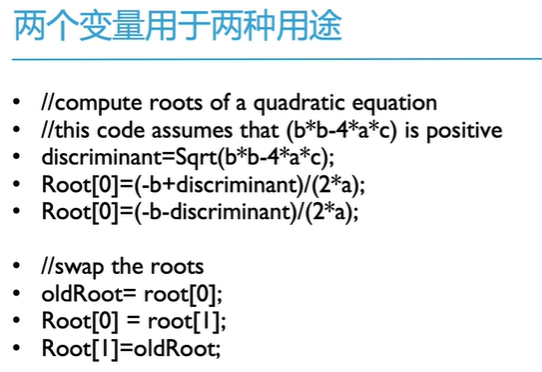 两个变量用于两种用途
• //compute roots of a quadratic equation
• //this code assumes that (b*b-4*a*c) is positive
• discriminant=Sqrt(b*b-4*a*c);
• Root[0]=(-b+discriminant)/(2*a);
• Root[0]=(-b-discriminant)/(2*a);
• //swap the roots
• oldRoot= root[0];
• Root[0] = root[1];
• Root[1]=oldRoot;